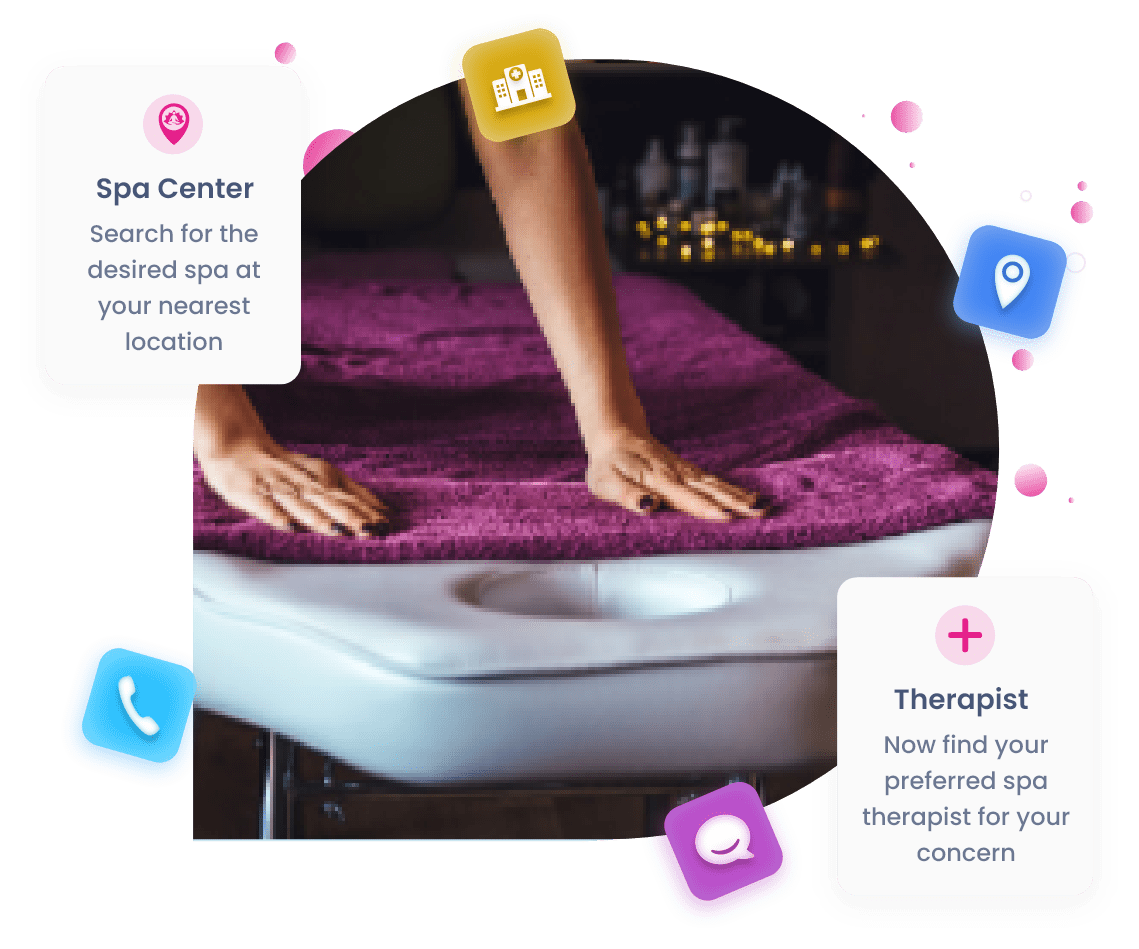 Spa Center
Search for the
desired spa at
your nearest
location
Therapist
Now find your
preferred spa
therapist for your
concern